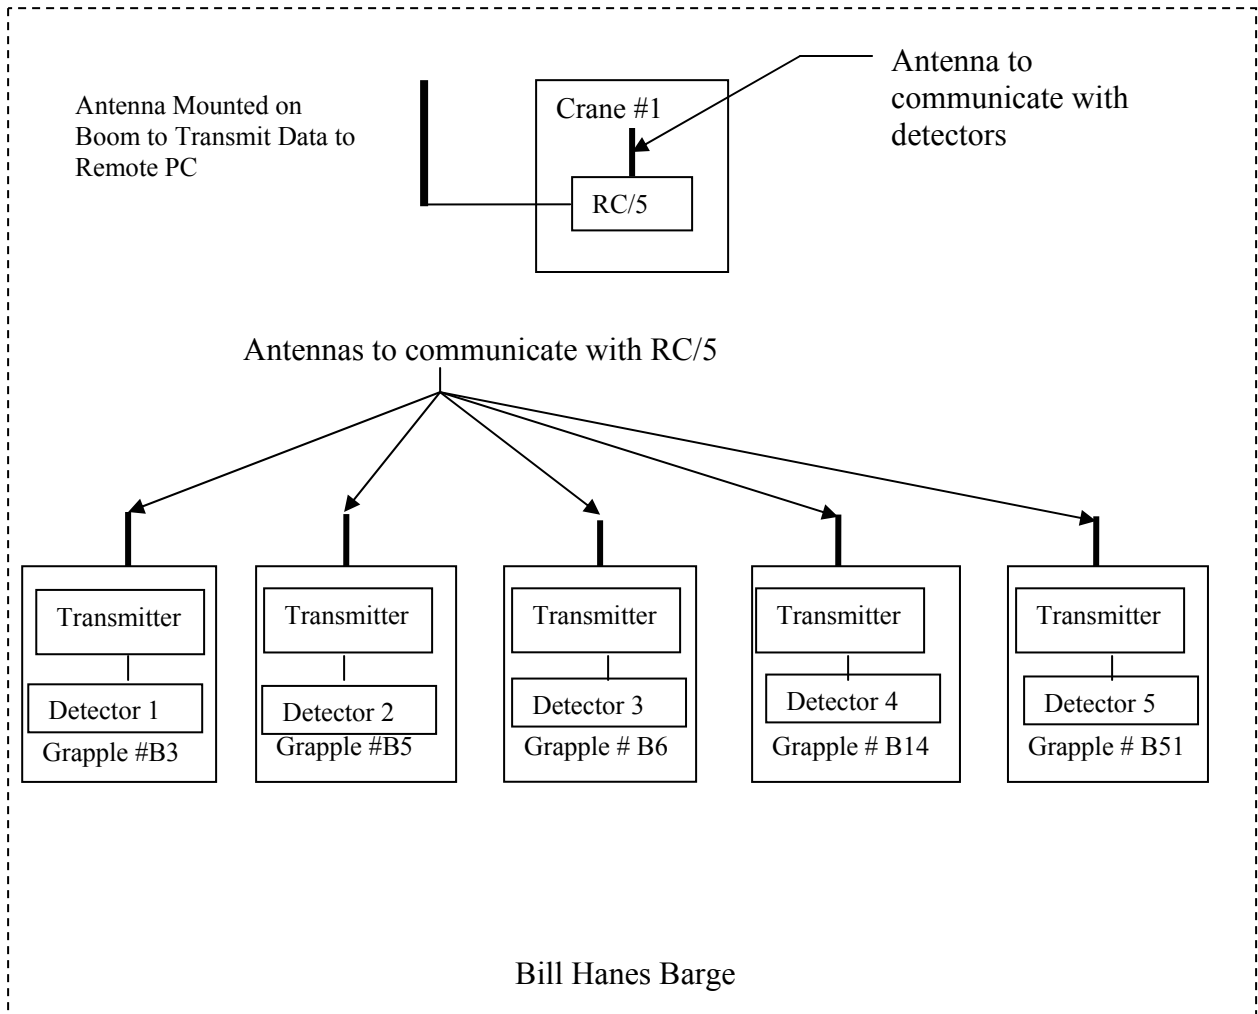 Antenna Mounted on
Boom to Transmit Data to
Remote PC
Crane #1
RC/5
Antenna to
communicate with
detectors
Antennas to communicate with RC/5
Transmitter
Detector 1
Grapple #B3
Transmitter
Detector 2
Grapple #B5
Transmitter
Detector 3
Grapple # B6
Transmitter
Detector 4
Grapple # B14
Transmitter
Detector 5
Grapple # B51
Bill Hanes Barge